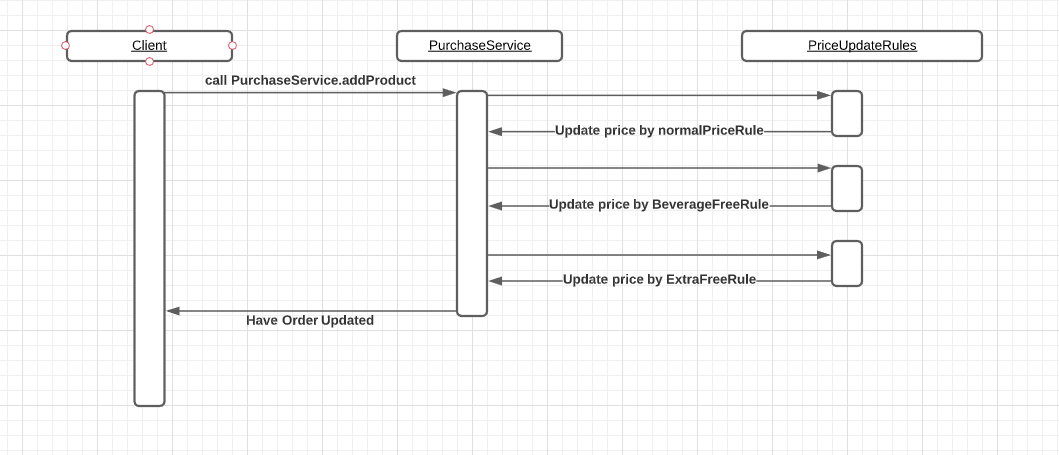 Client
PurchaseService
PriceUpdateRules
call PurchaseService.addProduct
Update price by normalPriceRule
Update price by BeverageFreeRule
Update price by ExtraFreeRule
Have Order Updated